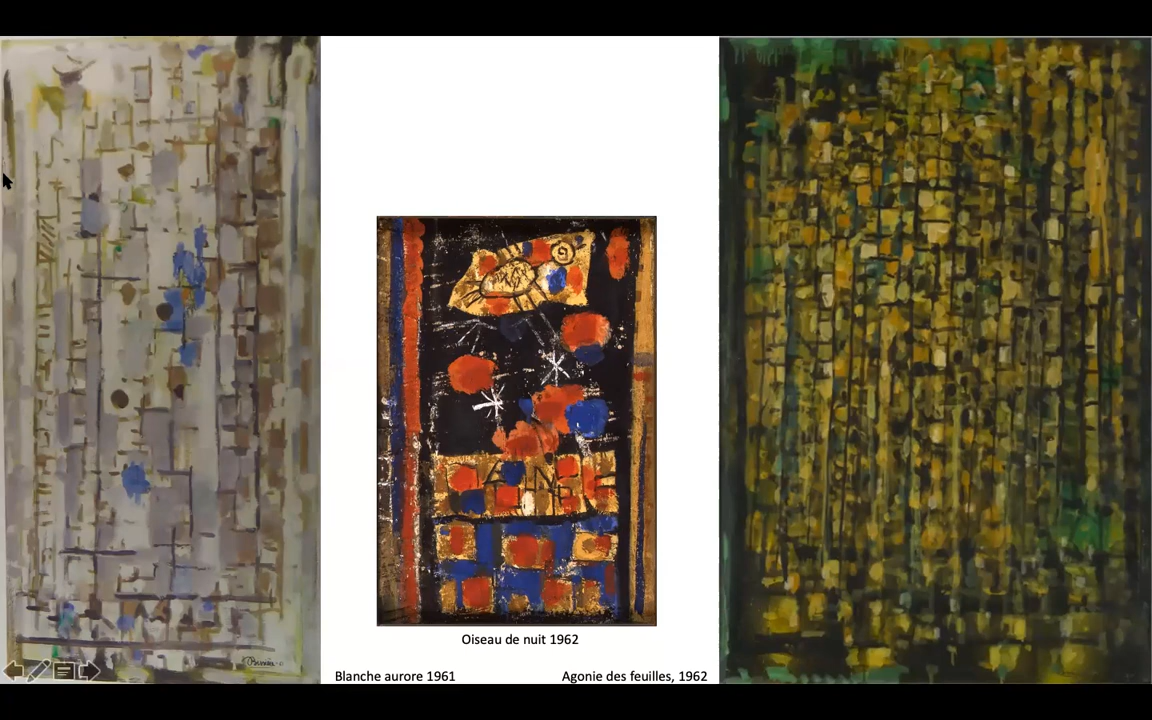 Oiseau de nuit 1962
Blanche aurore 1961
Agonie des feuilles, 1962